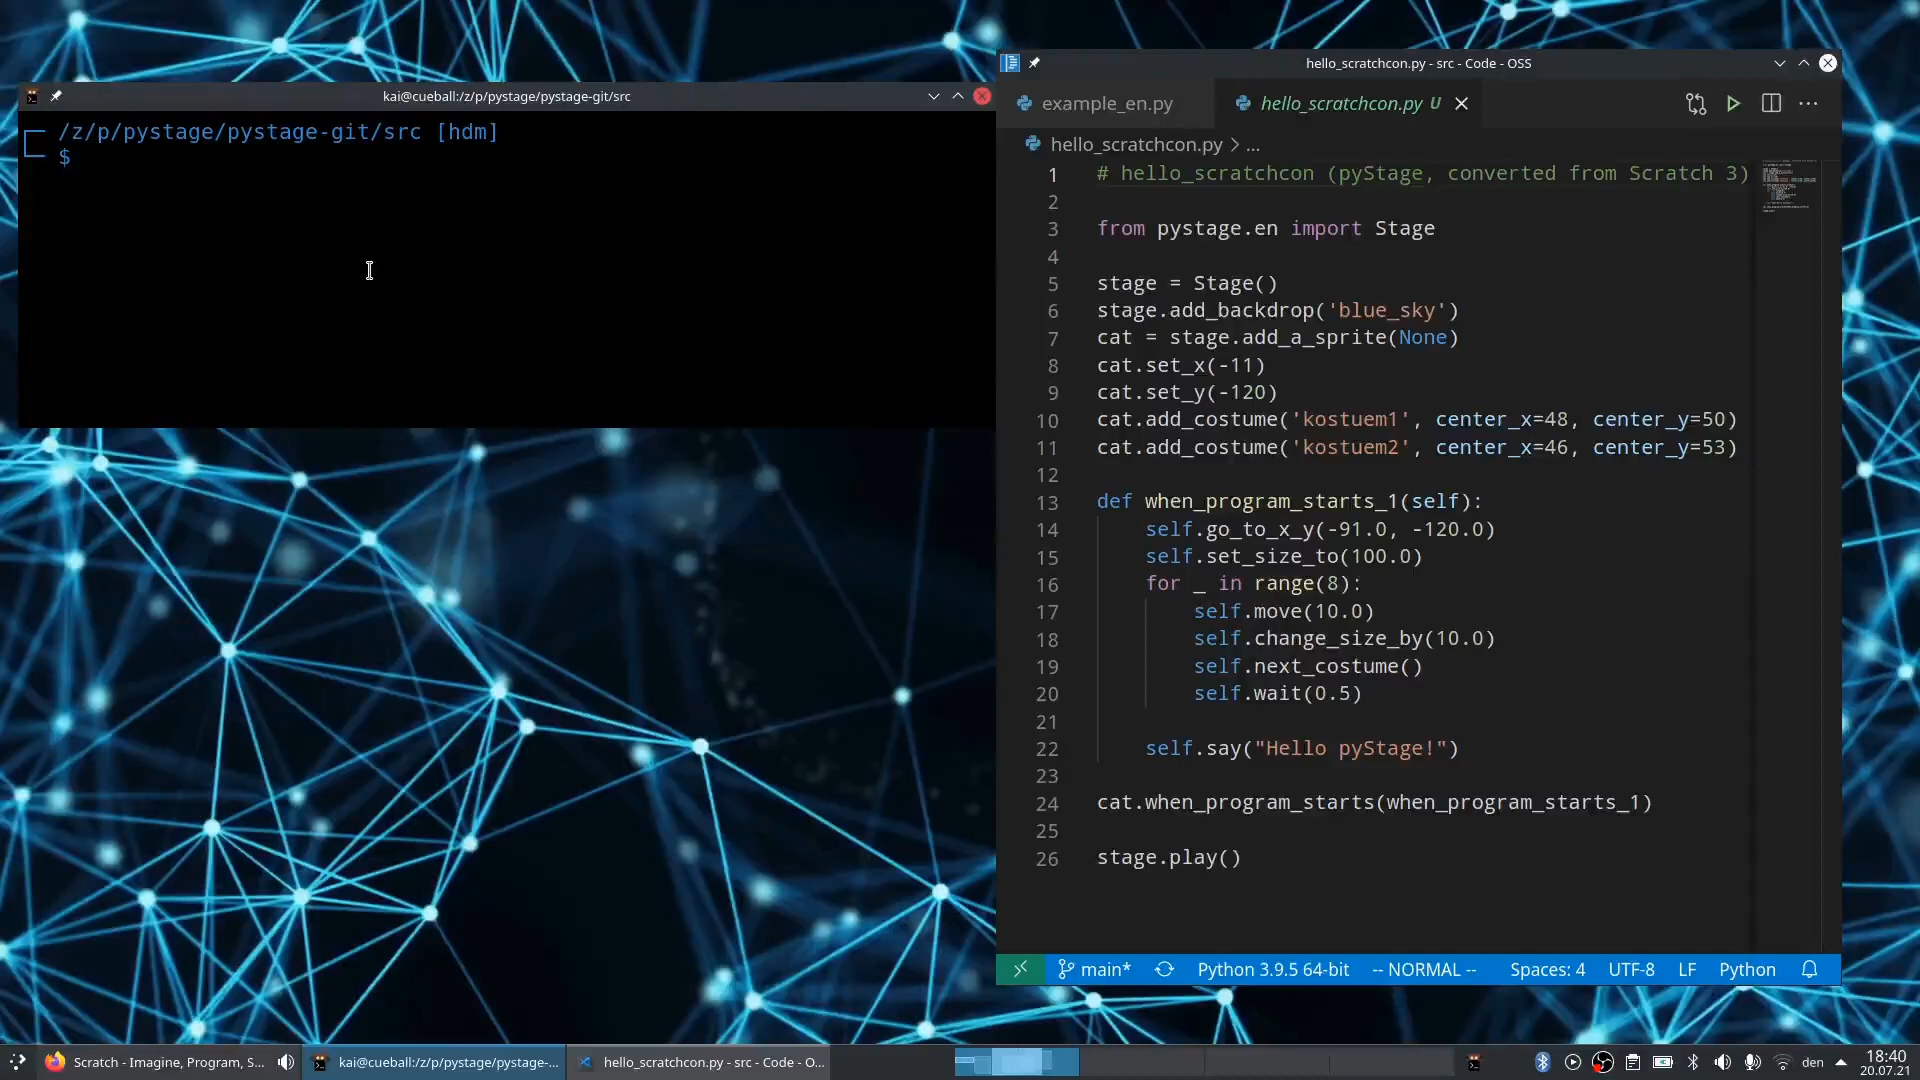 kai@cueball:/z/p/pystage/pystage-git/src
/z/p/pystage/pystage-git/src [hdm]
$
hello_scratchcon.py - src - Code - OSS
example_en.py
hello_scratchcon.py U
hello_scratchcon.py > ...
1 # hello_scratchcon (pyStage, converted from Scratch 3)
2
3 from pystage.en import Stage
4
5 stage = Stage()
6 stage.add_backdrop('blue_sky')
7 cat = stage.add_a_sprite(None)
8 cat.set_x(-11)
9 cat.set_y(-120)
10 cat.add_costume('kostuem1', center_x=48, center_y=50)
11 cat.add_costume('kostuem2', center_x=46, center_y=53)
12
13 def when_program_starts_1(self):
14     self.go_to_x_y(-91.0, -120.0)
15     self.set_size_to(100.0)
16     for _ in range(8):
17         self.move(10.0)
18         self.change_size_by(10.0)
19         self.next_costume()
20         self.wait(0.5)
21
22     self.say("Hello pyStage!")
23
24 cat.when_program_starts(when_program_starts_1)
25
26 stage.play()
main* Python 3.9.5 64-bit -- NORMAL -- Spaces: 4 UTF-8 LF Python
Scratch - Imagine, Program, S...
kai@cueball:/z/p/pystage/pystage-...
hello_scratchcon.py - src - Code - O...
den
18:40
20.07.21